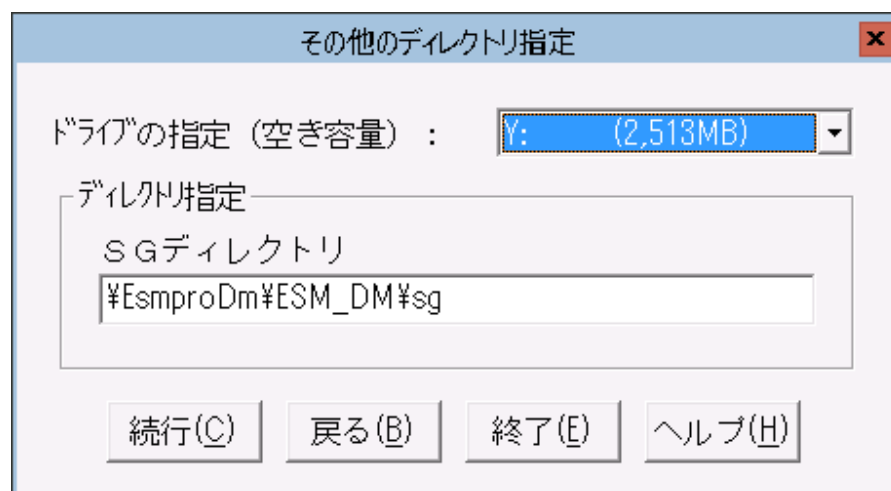 その他のディレクトリ指定
ドライブの指定（空き容量）： Y: (2,513MB)
ディレクトリ指定
ＳＧディレクトリ
¥EsmproDm¥ESM_DM¥sg
続行(C) 戻る(B) 終了(E) ヘルプ(H)